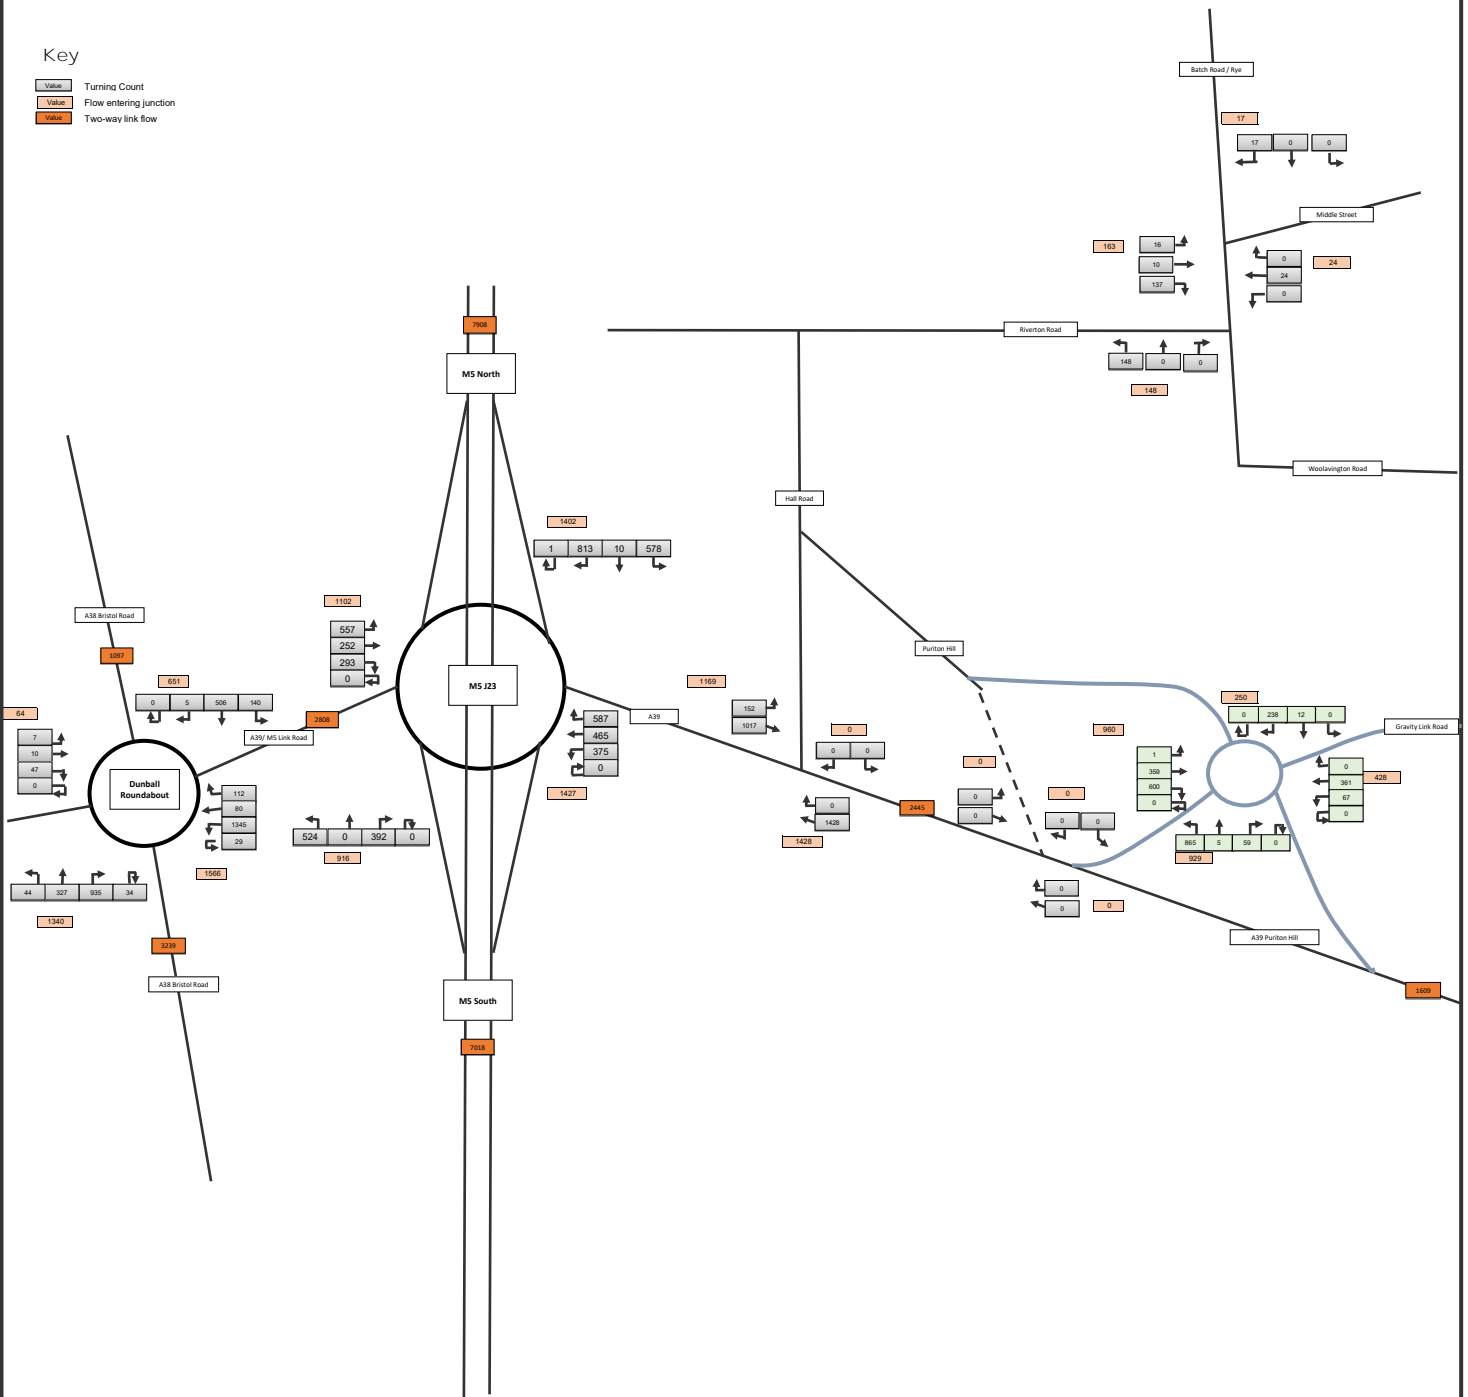 Key
Value Turning Count
Value Flow entering junction
Value Two-way link flow
Batch Road / Rye
17
17 0 0
Middle Street
163
16
10
137
0
24
0
24
Riverton Road
148 0 0
148
7908
M5 North
Woolavington Road
Hall Road
1402
1 813 10 578
1102
557
252
293
0
A38 Bristol Road
1097
651
0 5 506 140
2808
A39/ M5 Link Road
64
7
10
47
0
Dunball
Roundabout
112
80
1345
29
1566
44 327 935 34
1340
3239
A38 Bristol Road
524 0 392 0
916
M5 J23
587
465
375
0
1427
A39
1169
152
1017
0
0 0
0
1428
1428
2445
Puriton Hill
0
0
0
0
0 0
0
0
0
960
1
359
600
0
250
0 238 12 0
Gravity Link Road
0
361
67
0
428
865 5 59 0
929
A39 Puriton Hill
1609
M5 South
7018